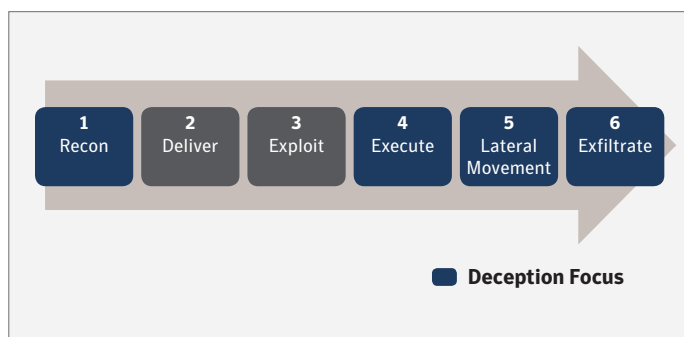 1
Recon
2
Deliver
3
Exploit
4
Execute
5
Lateral
Movement
6
Exfiltrate
Deception Focus